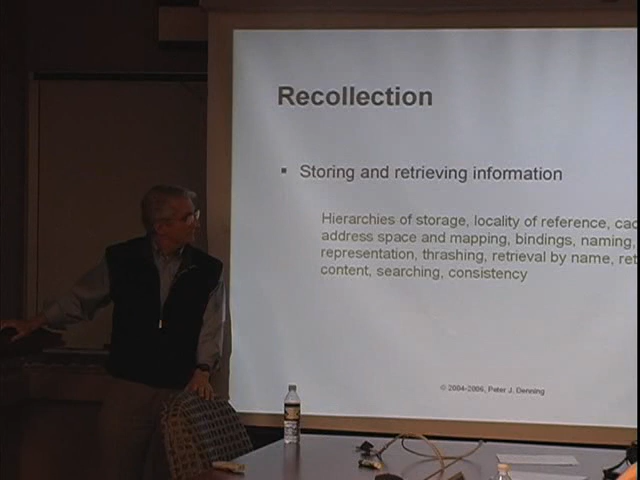 Recollection
▪ Storing and retrieving information
Hierarchies of storage, locality of reference, cac
address space and mapping, bindings, naming,
representation, thrashing, retrieval by name, ret
content, searching, consistency
© 2004-2006, Peter J. Denning